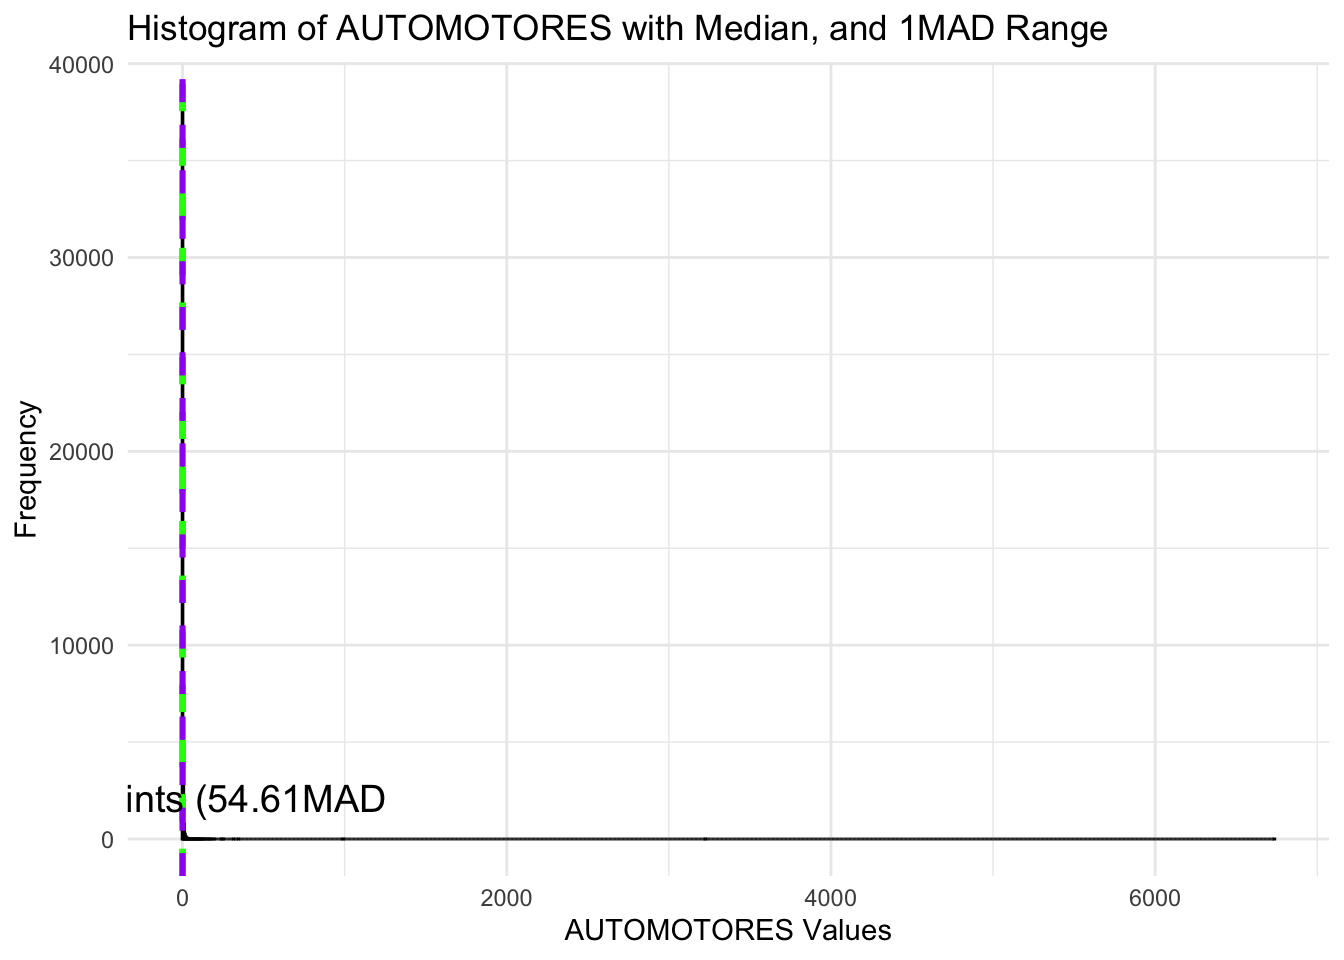 Histogram of AUTOMOTORES with Median, and 1MAD Range
40000
30000
20000
10000
0
Frequency
ints (54.61MAD
0 2000 4000 6000
AUTOMOTORES Values